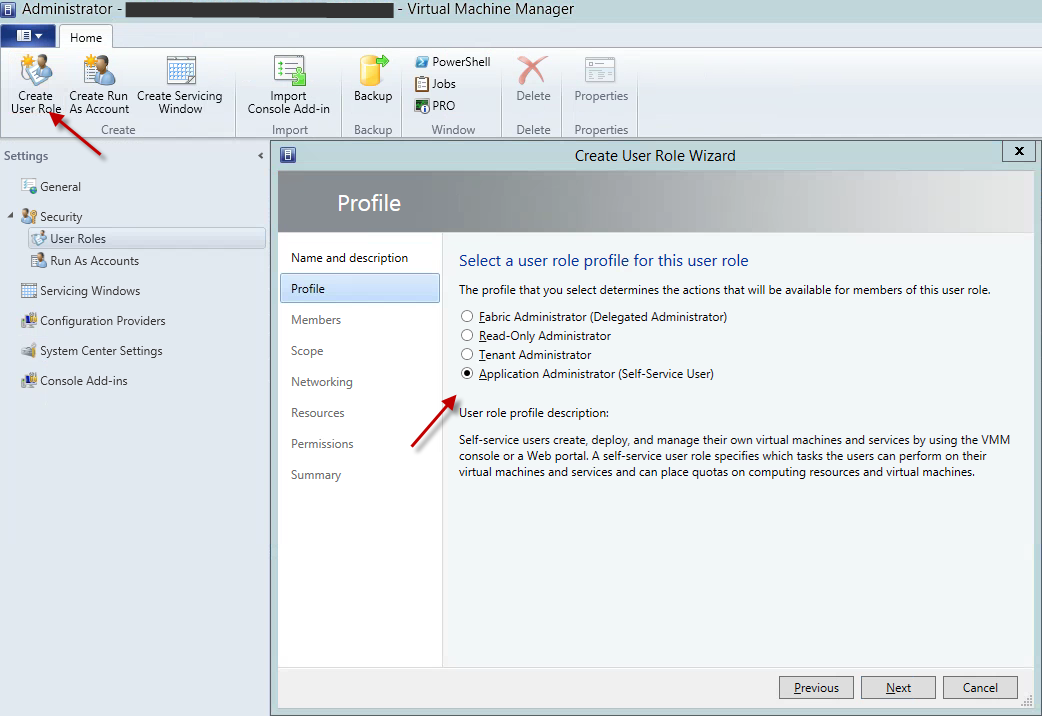 Administrator - - Virtual Machine Manager
Home
Create User Role
Create Run As Account
Create Servicing Window
Create
Import Console Add-in
Import
Backup
Backup
PowerShell
Jobs
PRO
Window
Delete
Delete
Properties
Properties
Settings
General
Security
User Roles
Run As Accounts
Servicing Windows
Configuration Providers
System Center Settings
Console Add-ins
Create User Role Wizard
x
Profile
Name and description
Profile
Members
Scope
Networking
Resources
Permissions
Summary
Select a user role profile for this user role
The profile that you select determines the actions that will be available for members of this user role.
Fabric Administrator (Delegated Administrator)
Read-Only Administrator
Tenant Administrator
Application Administrator (Self-Service User)
User role profile description:
Self-service users create, deploy, and manage their own virtual machines and services by using the VMM
console or a Web portal. A self-service user role specifies which tasks the users can perform on their
virtual machines and services and can place quotas on computing resources and virtual machines.
Previous
Next
Cancel